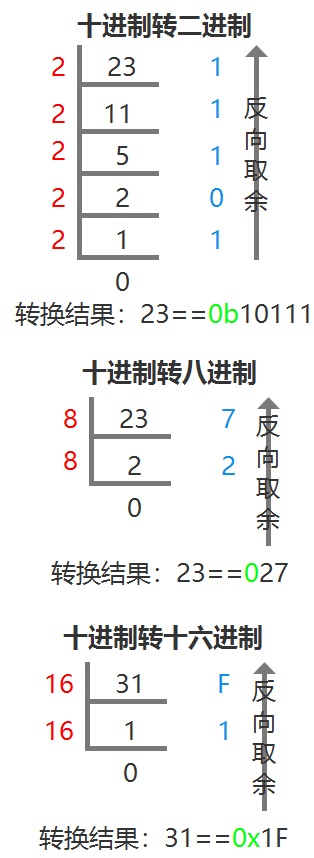 十进制转二进制
2 23 1
2 11 1
2 5 1
2 2 0
2 1 1
0
反向取余
转换结果：23==0b10111
十进制转八进制
8 23 7
8 2 2
0
反向取余
转换结果：23==027
十进制转十六进制
16 31 F
16 1 1
0
反向取余
转换结果：31==0x1F